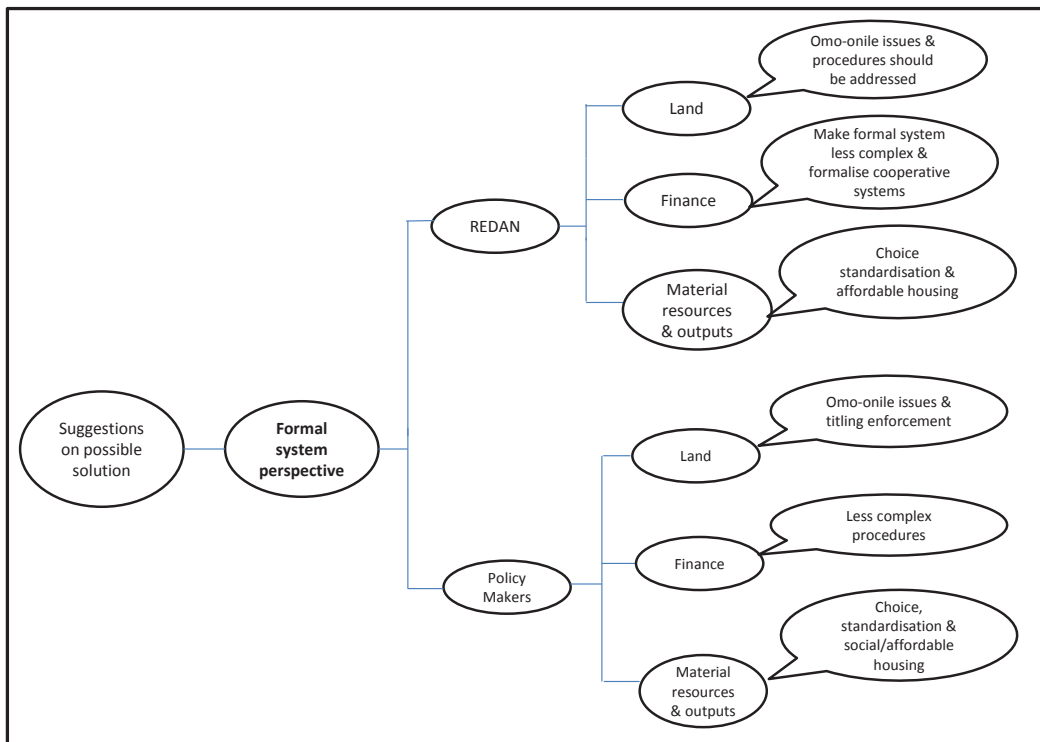 Suggestions
on possible
solution
Formal
system
perspective
REDAN
Land
Omo-onile issues &
procedures should
be addressed
Finance
Make formal system
less complex &
formalise cooperative
systems
Material
resources
& outputs
Choice
standardisation &
affordable housing
Policy
Makers
Land
Omo-onile issues &
titling enforcement
Finance
Less complex
procedures
Material
resources
& outputs
Choice,
standardisation &
social/affordable
housing